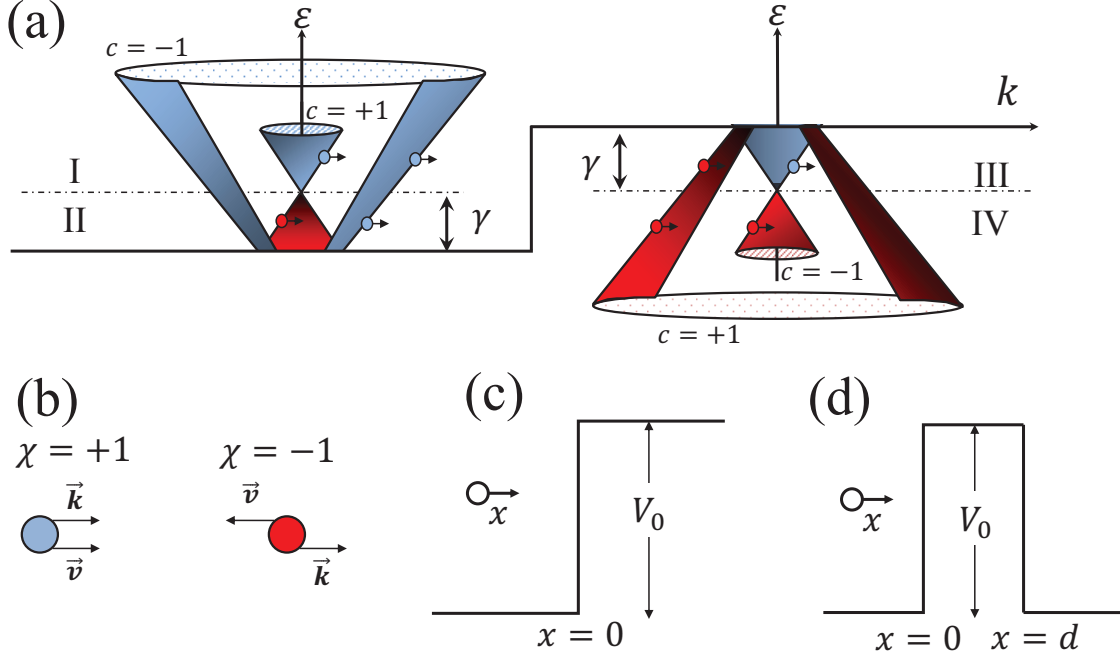 (a)
ε
ε
c = −1
c = +1
k
I
II
γ
γ
III
IV
c = −1
c = +1
(b)
(c)
(d)
χ = +1
χ = −1
k⃗
v⃗
v⃗
k⃗
x
V₀
x = 0
x
V₀
x = 0
x = d